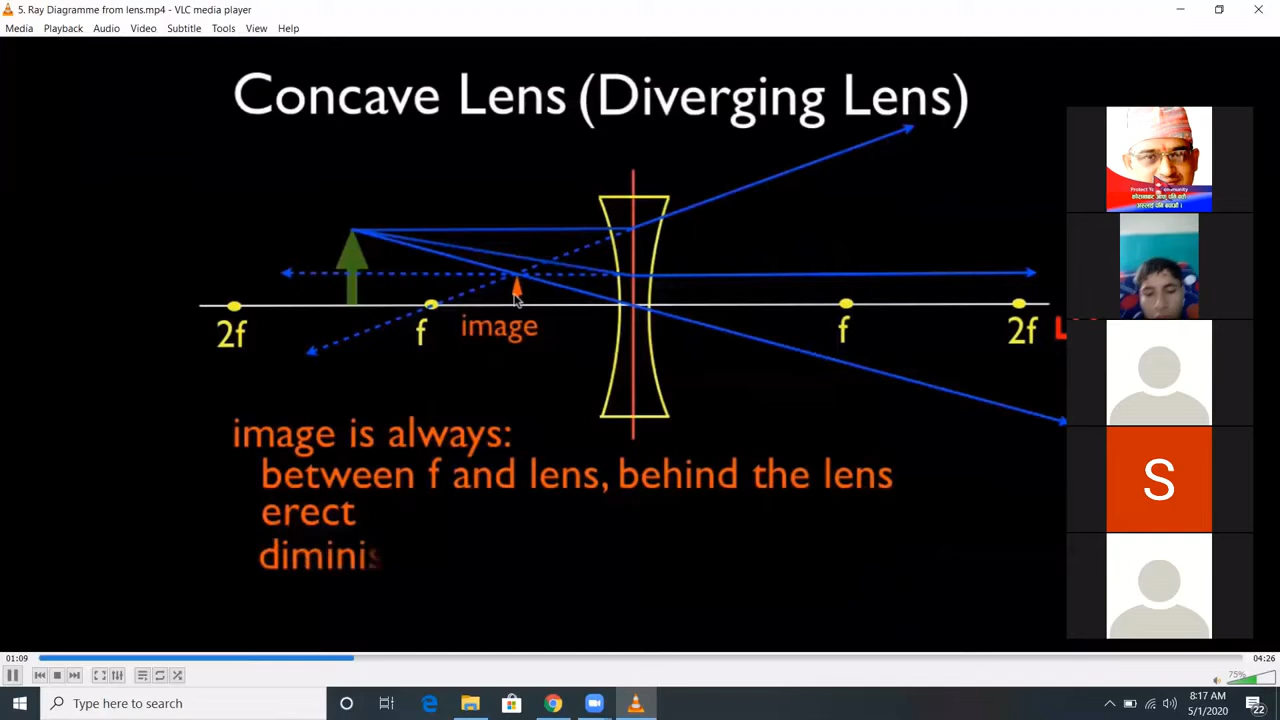 5. Ray Diagramme from lens.mp4 - VLC media player
Media Playback Audio Video Subtitle Tools View Help
Concave Lens (Diverging Lens)
2f
f
image
f
2f
image is always:
between f and lens, behind the lens
erect
diminis
S
01:09
04:26
75%
Type here to search
8:17 AM
5/1/2020
22